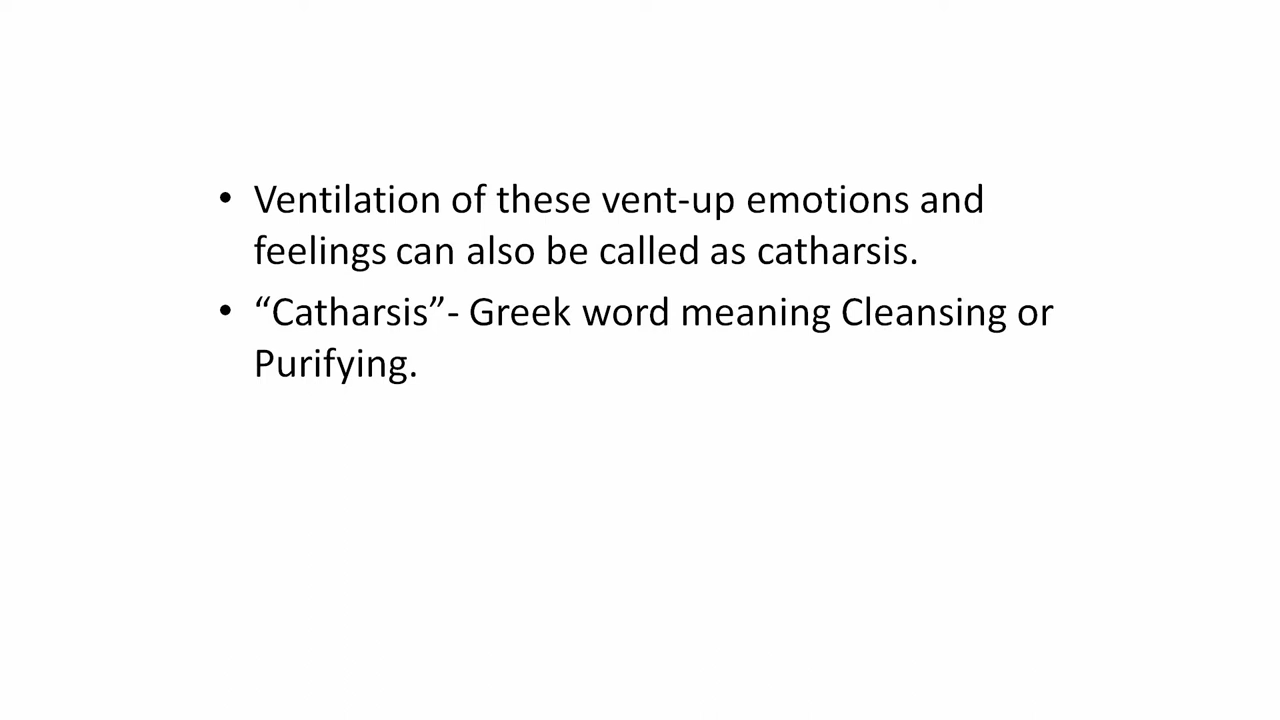 • Ventilation of these vent-up emotions and
feelings can also be called as catharsis.
• “Catharsis”- Greek word meaning Cleansing or
Purifying.